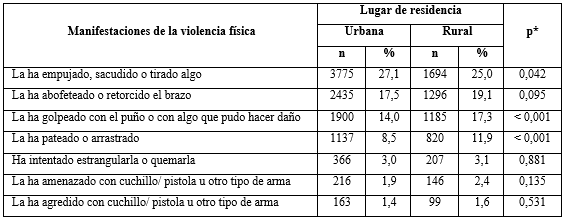 Manifestaciones de la violencia física Lugar de residencia p*
Urbana Rural
n % n %
La ha empujado, sacudido o tirado algo 3775 27,1 1694 25,0 0,042
La ha abofeteado o retorcido el brazo 2435 17,5 1296 19,1 0,095
La ha golpeado con el puño o con algo que pudo hacer daño 1900 14,0 1185 17,3 < 0,001
La ha pateado o arrastrado 1137 8,5 820 11,9 < 0,001
Ha intentado estrangularla o quemarla 366 3,0 207 3,1 0,881
La ha amenazado con cuchillo/ pistola u otro tipo de arma 216 1,9 146 2,4 0,135
La ha agredido con cuchillo/ pistola u otro tipo de arma 163 1,4 99 1,6 0,531